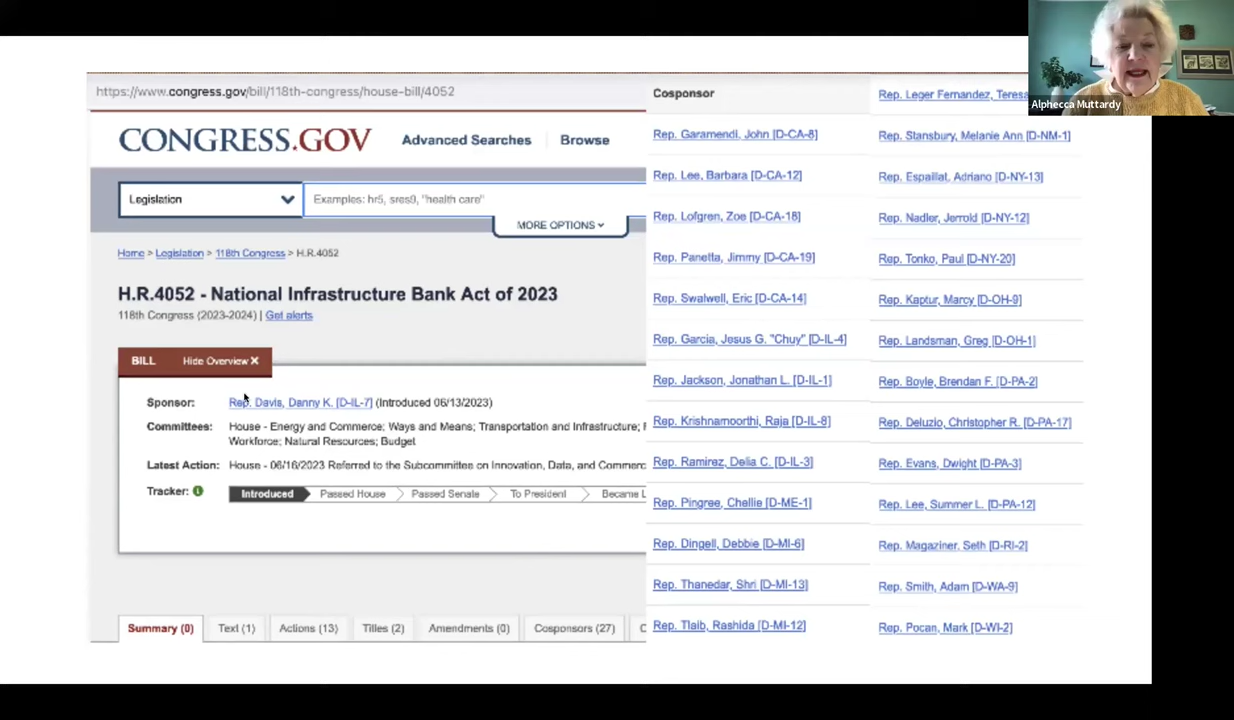 Alphecca Muttardy
https://www.congress.gov/bill/118th-congress/house-bill/4052
CONGRESS.GOV Advanced Searches Browse
Legislation Examples: hr5, sres9, "health care"
MORE OPTIONS
Home > Legislation > 118th Congress > H.R.4052
H.R.4052 - National Infrastructure Bank Act of 2023
118th Congress (2023-2024) | Get alerts
BILL Hide Overview X
Sponsor: Rep. Davis, Danny K. [D-IL-7] (Introduced 06/13/2023)
Committees: House - Energy and Commerce; Ways and Means; Transportation and Infrastructure;
Workforce; Natural Resources; Budget
Latest Action: House - 06/16/2023 Referred to the Subcommittee on Innovation, Data, and Commerc
Tracker: Introduced Passed House Passed Senate To President Became L
Summary (0) Text (1) Actions (13) Titles (2) Amendments (0) Cosponsors (27) C
Cosponsor
Rep. Garamendi, John [D-CA-8]
Rep. Lee, Barbara [D-CA-12]
Rep. Lofgren, Zoe [D-CA-18]
Rep. Panetta, Jimmy [D-CA-19]
Rep. Swalwell, Eric [D-CA-14]
Rep. Garcia, Jesus G. "Chuy" [D-IL-4]
Rep. Jackson, Jonathan L. [D-IL-1]
Rep. Krishnamoorthi, Raja [D-IL-8]
Rep. Ramirez, Delia C. [D-IL-3]
Rep. Pingree, Chellie [D-ME-1]
Rep. Dingell, Debbie [D-MI-6]
Rep. Thanedar, Shri [D-MI-13]
Rep. Tlaib, Rashida [D-MI-12]
Rep. Leger Fernandez, Teresa
Rep. Stansbury, Melanie Ann [D-NM-1]
Rep. Espaillat, Adriano [D-NY-13]
Rep. Nadler, Jerrold [D-NY-12]
Rep. Tonko, Paul [D-NY-20]
Rep. Kaptur, Marcy [D-OH-9]
Rep. Landsman, Greg [D-OH-1]
Rep. Boyle, Brendan F. [D-PA-2]
Rep. Deluzio, Christopher R. [D-PA-17]
Rep. Evans, Dwight [D-PA-3]
Rep. Lee, Summer L. [D-PA-12]
Rep. Magaziner, Seth [D-RI-2]
Rep. Smith, Adam [D-WA-9]
Rep. Pocan, Mark [D-WI-2]